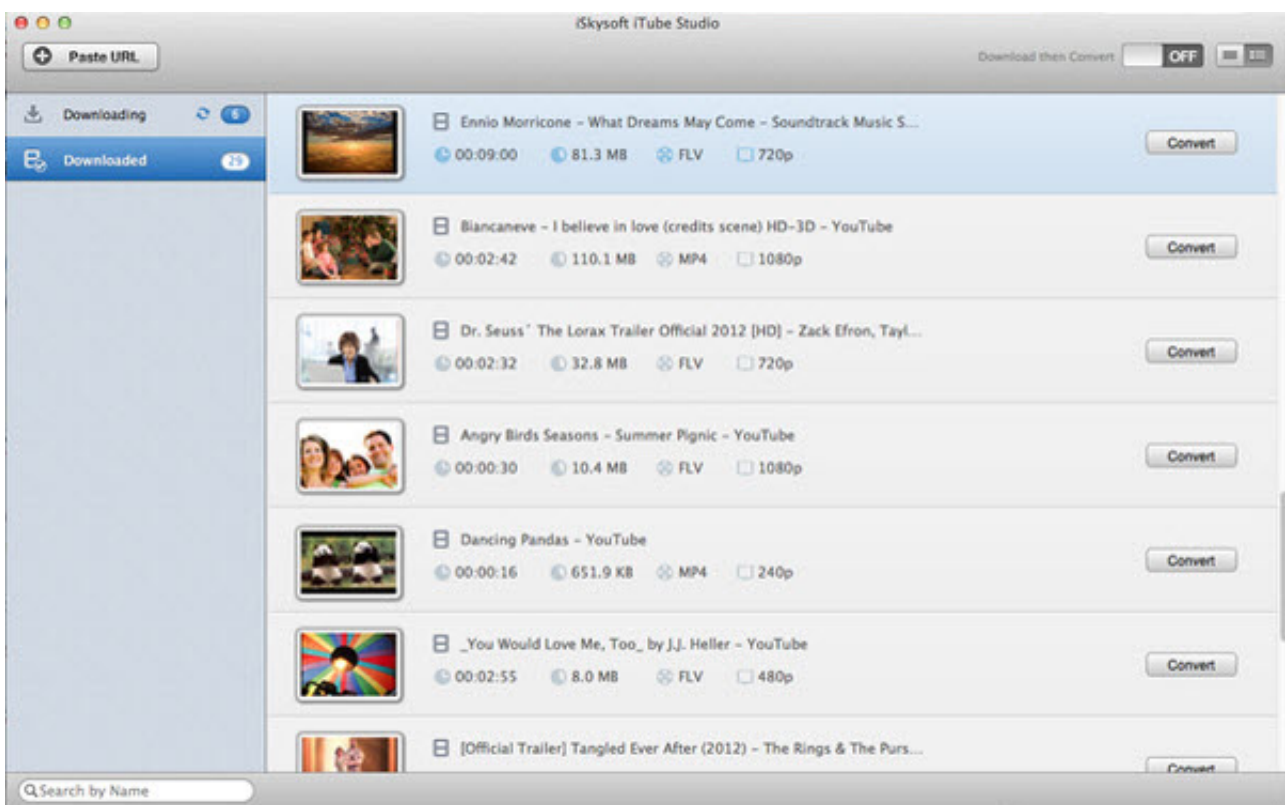 iSkysoft iTube Studio
Paste URL
Download then Convert OFF
Downloading 6
Downloaded 29
Ennio Morricone – What Dreams May Come – Soundtrack Music S...
00:09:00 81.3 MB FLV 720p
Convert
Biancaneve – I believe in love (credits scene) HD-3D – YouTube
00:02:42 110.1 MB MP4 1080p
Convert
Dr. Seuss´ The Lorax Trailer Official 2012 [HD] – Zack Efron, Tayl...
00:02:32 32.8 MB FLV 720p
Convert
Angry Birds Seasons – Summer Pignic – YouTube
00:00:30 10.4 MB FLV 1080p
Convert
Dancing Pandas – YouTube
00:00:16 651.9 KB MP4 240p
Convert
_You Would Love Me, Too_ by J.J. Heller – YouTube
00:02:55 8.0 MB FLV 480p
Convert
[Official Trailer] Tangled Ever After (2012) – The Rings & The Purs...
Convert
Search by Name